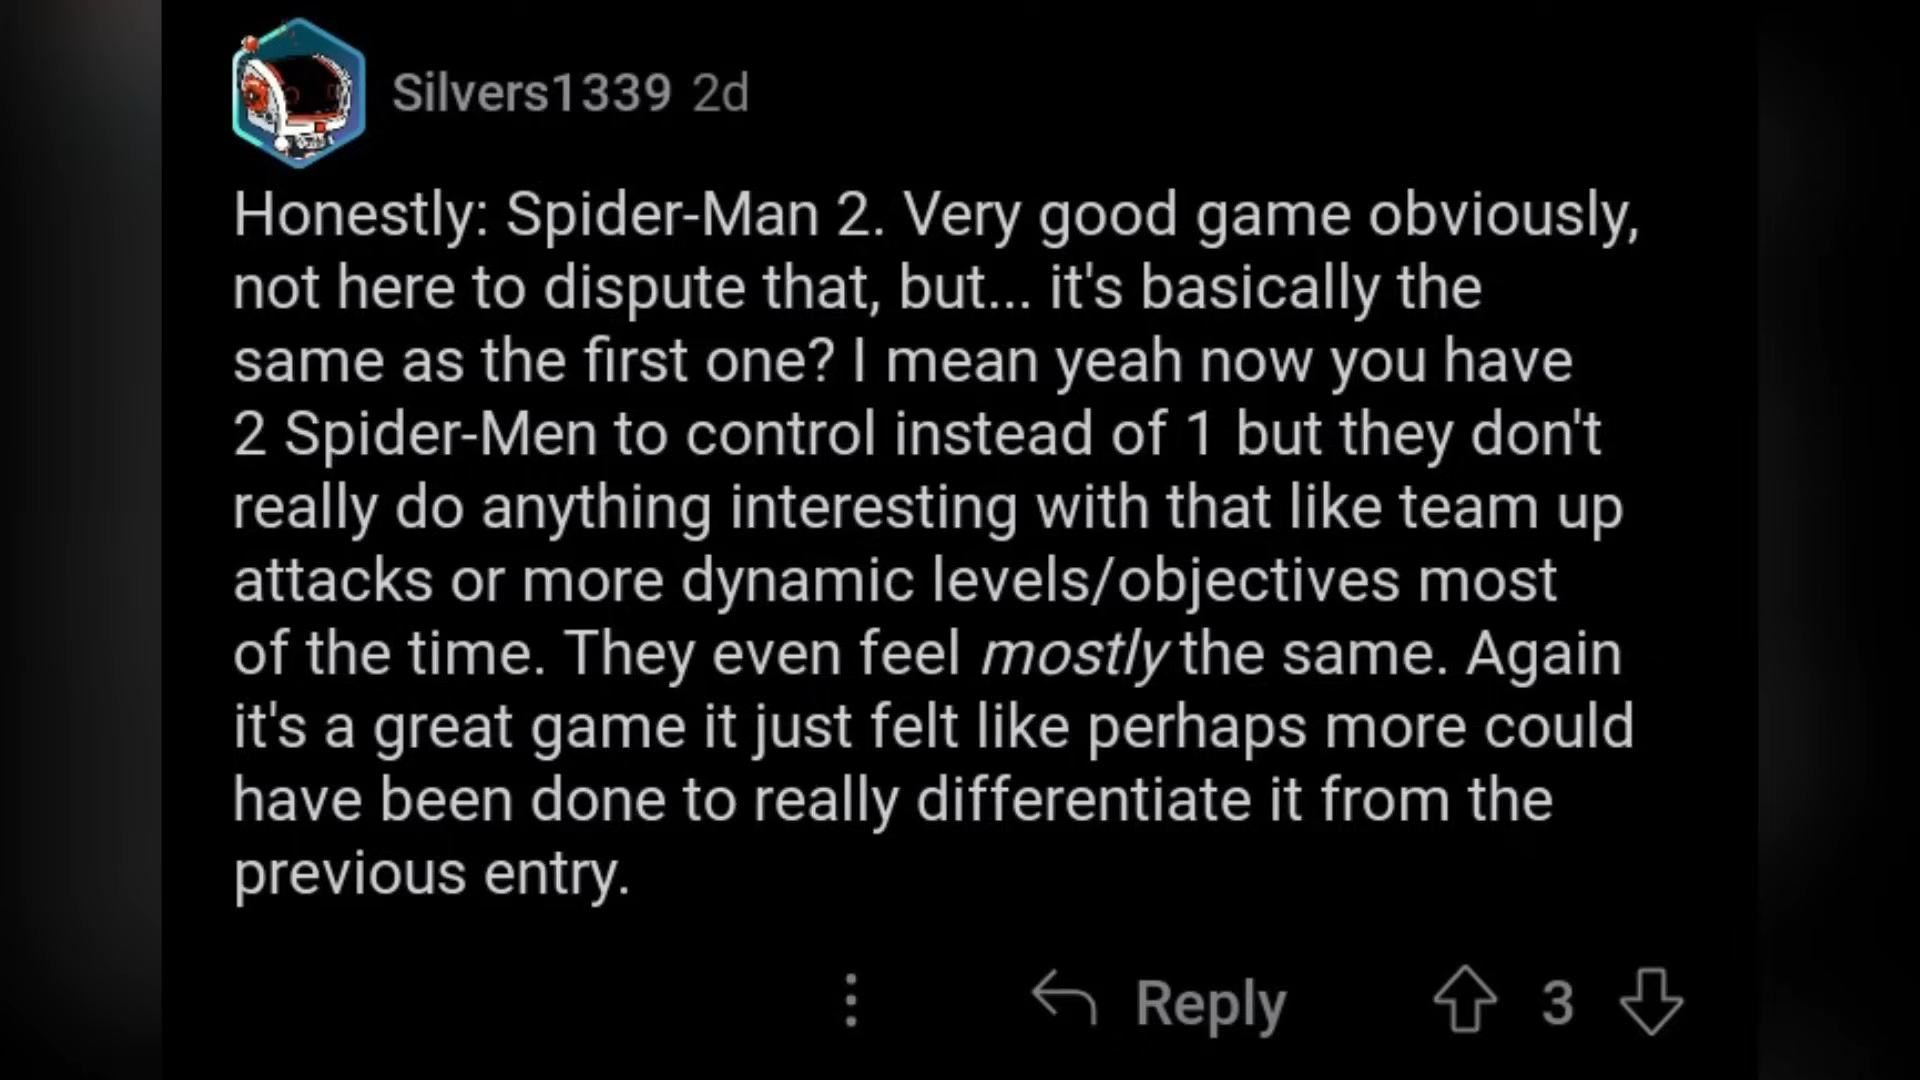 Silvers1339 2d
Honestly: Spider-Man 2. Very good game obviously,
not here to dispute that, but... it's basically the
same as the first one? I mean yeah now you have
2 Spider-Men to control instead of 1 but they don't
really do anything interesting with that like team up
attacks or more dynamic levels/objectives most
of the time. They even feel mostly the same. Again
it's a great game it just felt like perhaps more could
have been done to really differentiate it from the
previous entry.
Reply 3